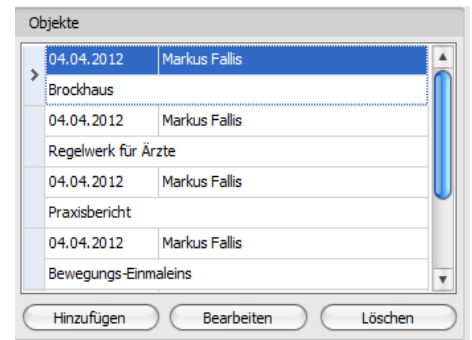 Objekte
04.04.2012 Markus Fallis
Brockhaus
04.04.2012 Markus Fallis
Regelwerk für Ärzte
04.04.2012 Markus Fallis
Praxisbericht
04.04.2012 Markus Fallis
Bewegungs-Einmaleins
Hinzufügen Bearbeiten Löschen